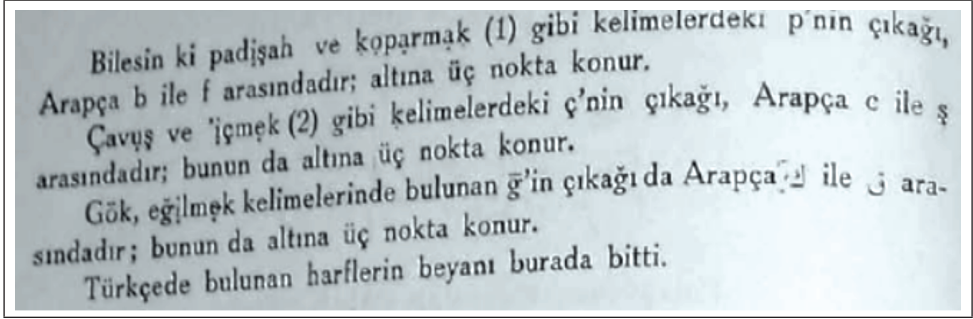 Bilesin ki padişah ve koparmak (1) gibi kelimelerdeki p'nin çıkağı,
Arapça b ile f arasındadır; altına üç nokta konur.
Çavuş ve 'içmek (2) gibi kelimelerdeki ç'nin çıkağı, Arapça c ile ş
arasındadır; bunun da altına üç nokta konur.
Gök, eğilmek kelimelerinde bulunan ğ'in çıkağı da Arapça ك ile ق ara-
sındadır; bunun da altına üç nokta konur.
Türkçede bulunan harflerin beyanı burada bitti.